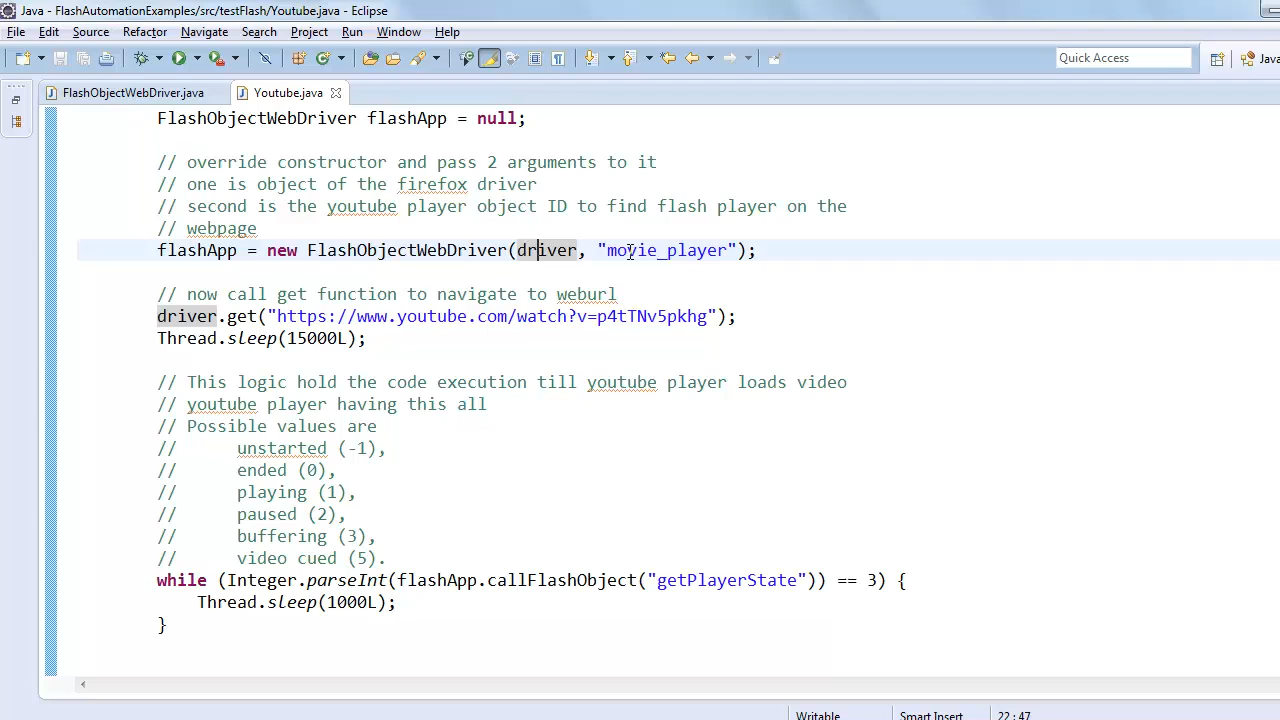 Java - FlashAutomationExamples/src/testFlash/Youtube.java - Eclipse
File Edit Source Refactor Navigate Search Project Run Window Help
Quick Access
Java
FlashObjectWebDriver.java Youtube.java
FlashObjectWebDriver flashApp = null;
// override constructor and pass 2 arguments to it
// one is object of the firefox driver
// second is the youtube player object ID to find flash player on the
// webpage
flashApp = new FlashObjectWebDriver(driver, "movie_player");
// now call get function to navigate to weburl
driver.get("https://www.youtube.com/watch?v=p4tTNv5pkhg");
Thread.sleep(15000L);
// This logic hold the code execution till youtube player loads video
// youtube player having this all
// Possible values are
// unstarted (-1),
// ended (0),
// playing (1),
// paused (2),
// buffering (3),
// video cued (5).
while (Integer.parseInt(flashApp.callFlashObject("getPlayerState")) == 3) {
Thread.sleep(1000L);
}
Writable Smart Insert 22 : 47